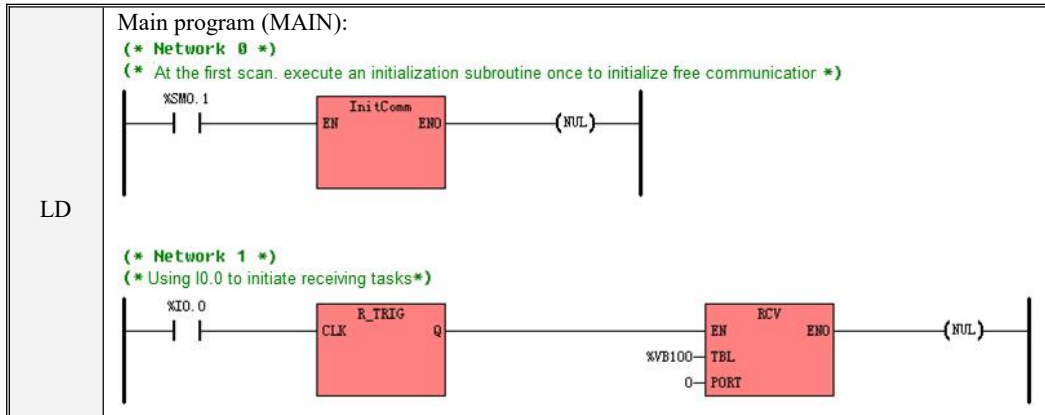 Main program (MAIN):
(* Network 0 *)
(* At the first scan. execute an initialization subroutine once to initialize free communicatior *)
%SM0.1
InitComm
EN ENO
(NUL)
LD
(* Network 1 *)
(* Using I0.0 to initiate receiving tasks*)
%I0.0
R_TRIG
CLK Q
RCV
EN ENO
(NUL)
%VB100 TBL
0 PORT